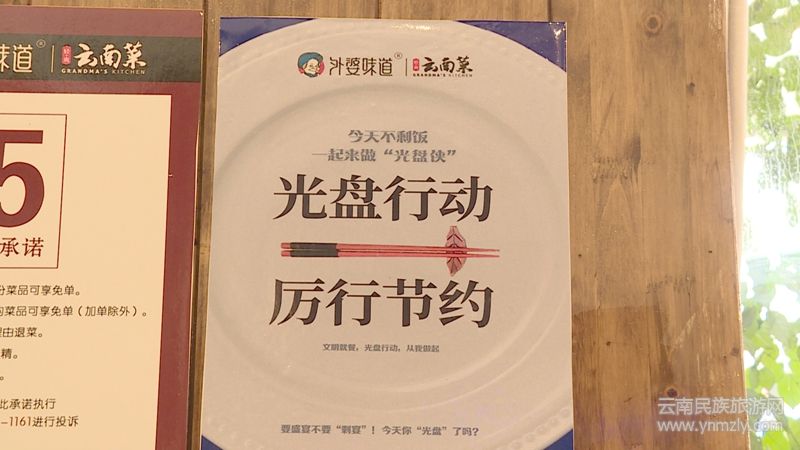 味道® 云南菜
GRANDMA'S KITCHEN
5
承诺
份菜品可享免单。
菜品可享免单（加单除外）。
由退菜。
精。
此承诺执行
-1161进行投诉
外婆味道® 云南菜
GRANDMA'S KITCHEN
今天不剩饭
一起来做“光盘侠”
光盘行动
厉行节约
文明就餐，光盘行动，从我做起
要盛宴不要“剩宴”！今天你“光盘”了吗？
云南民族旅游网
www.ynmzly.com